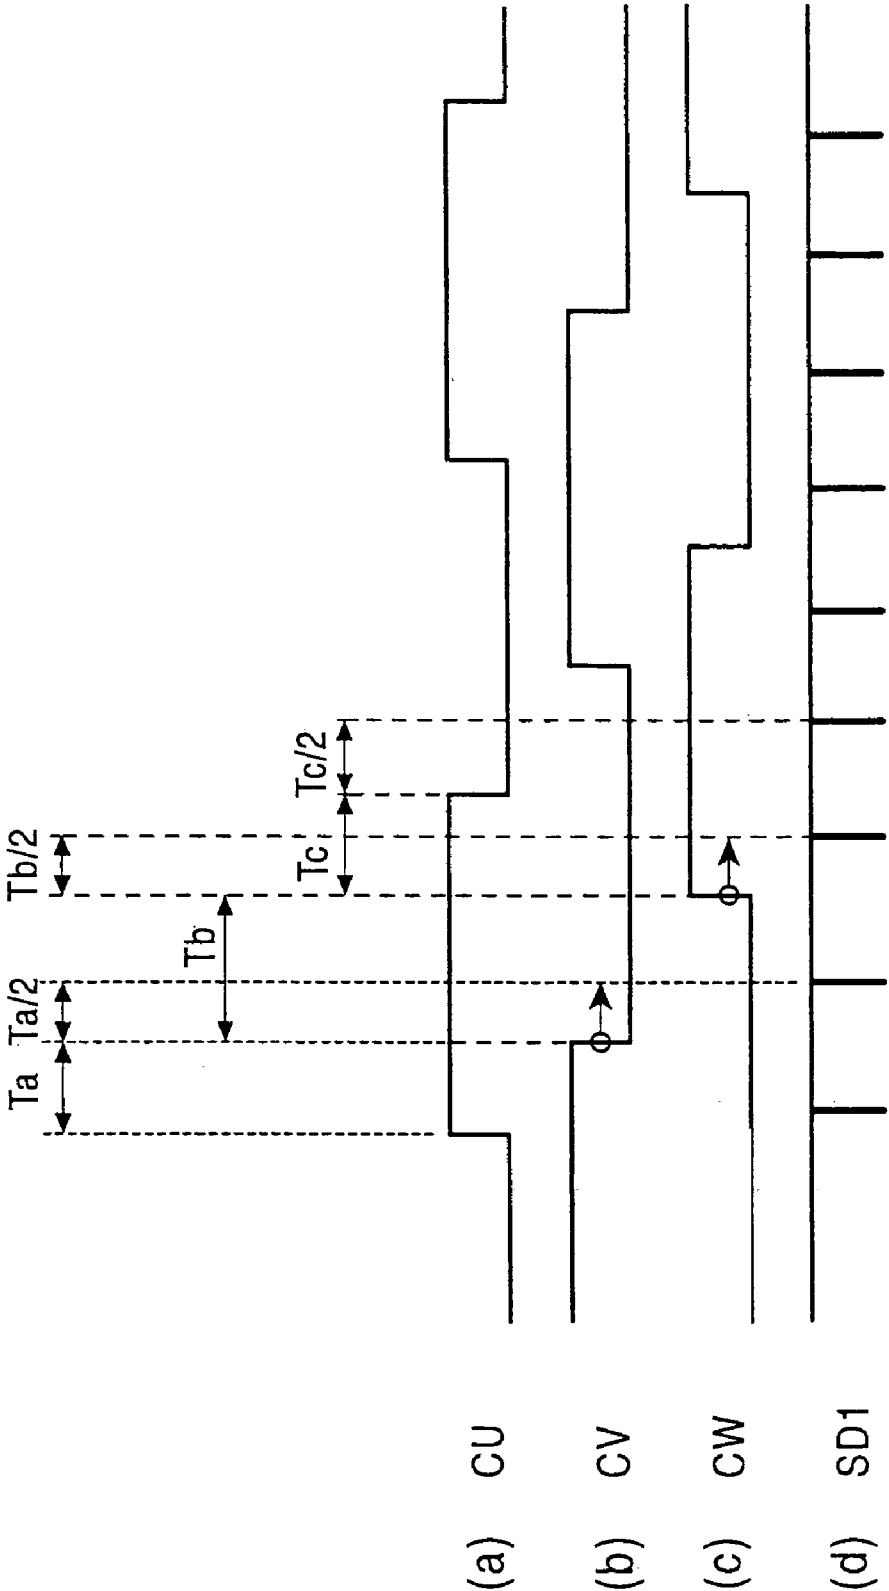 Ta
Ta/2
Tb/2
Tb
Tc
Tc/2
(a) CU
(b) CV
(c) CW
(d) SD1